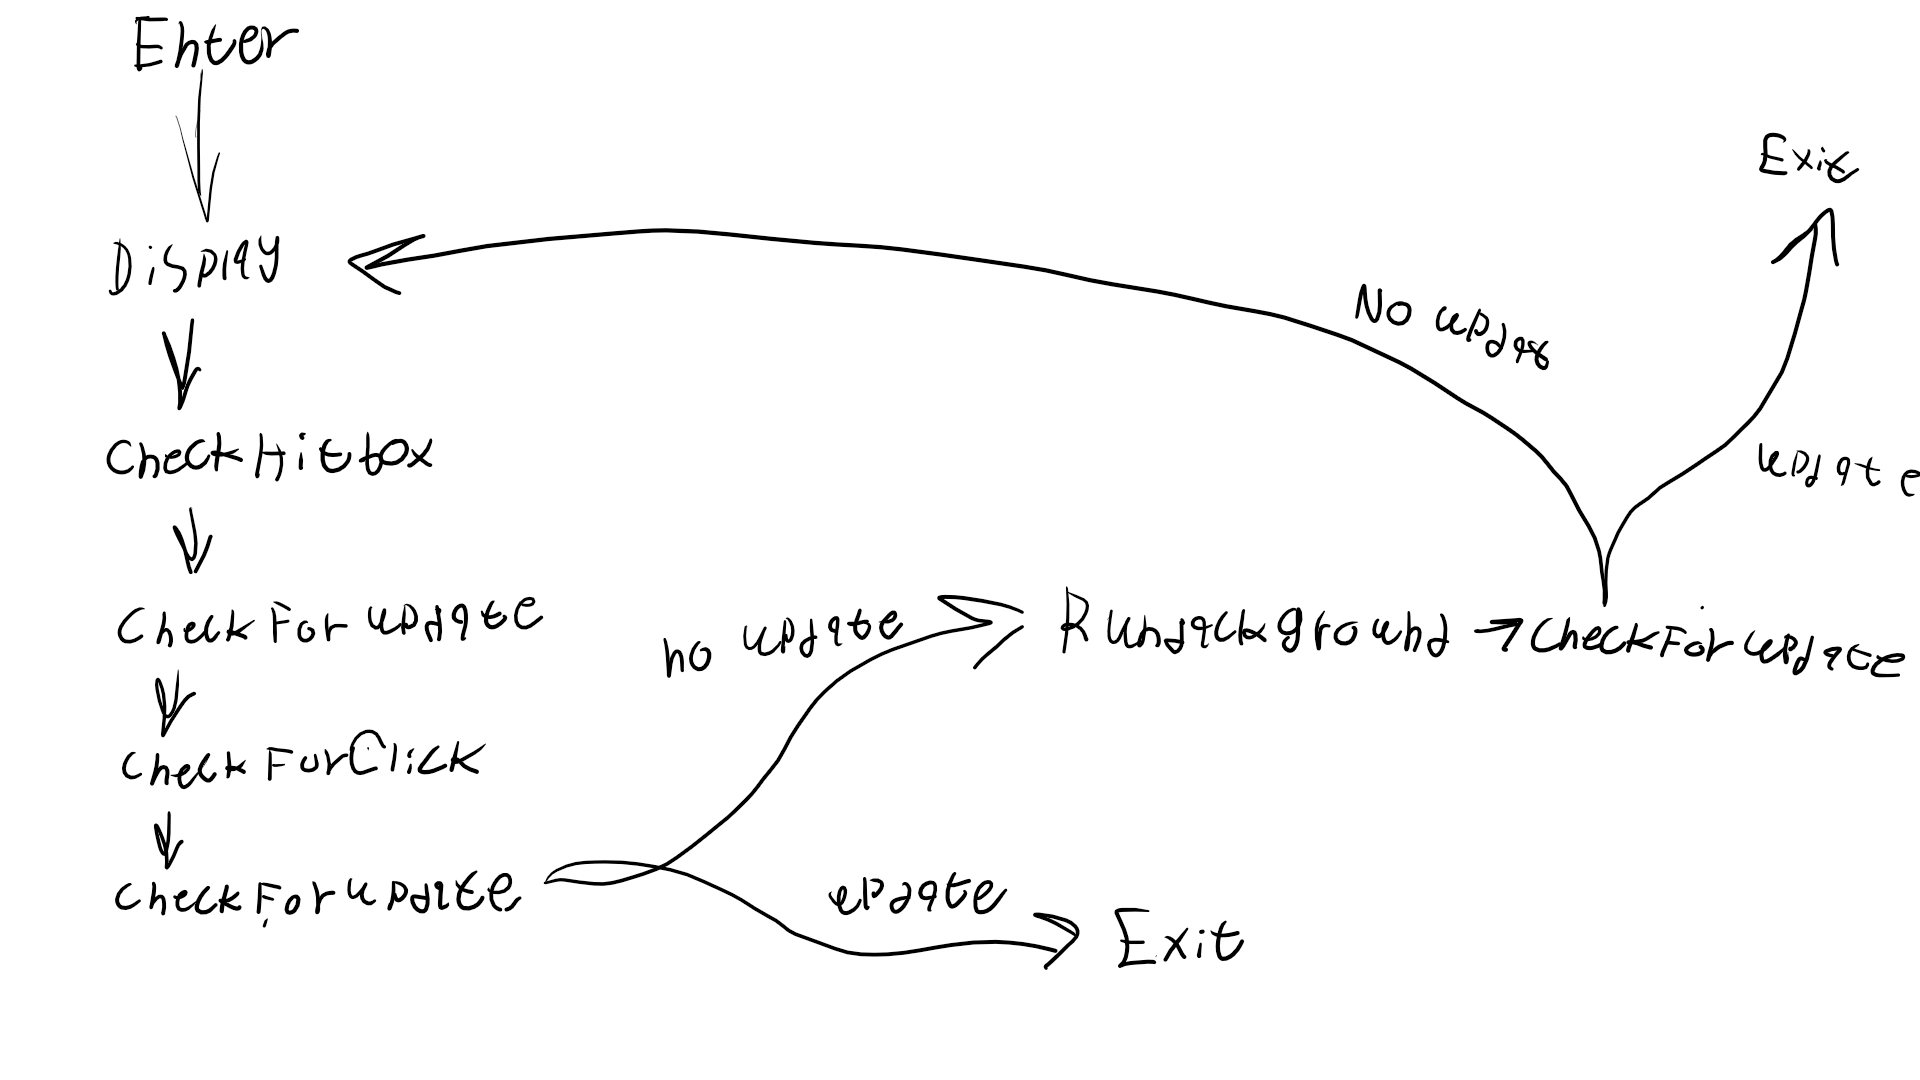 Enter
Exit
Display
No update
CheckHitbox
update
CheckForupdate
no update
RunBackground
CheckForupdate
CheckForClick
CheckForupdate
update
Exit